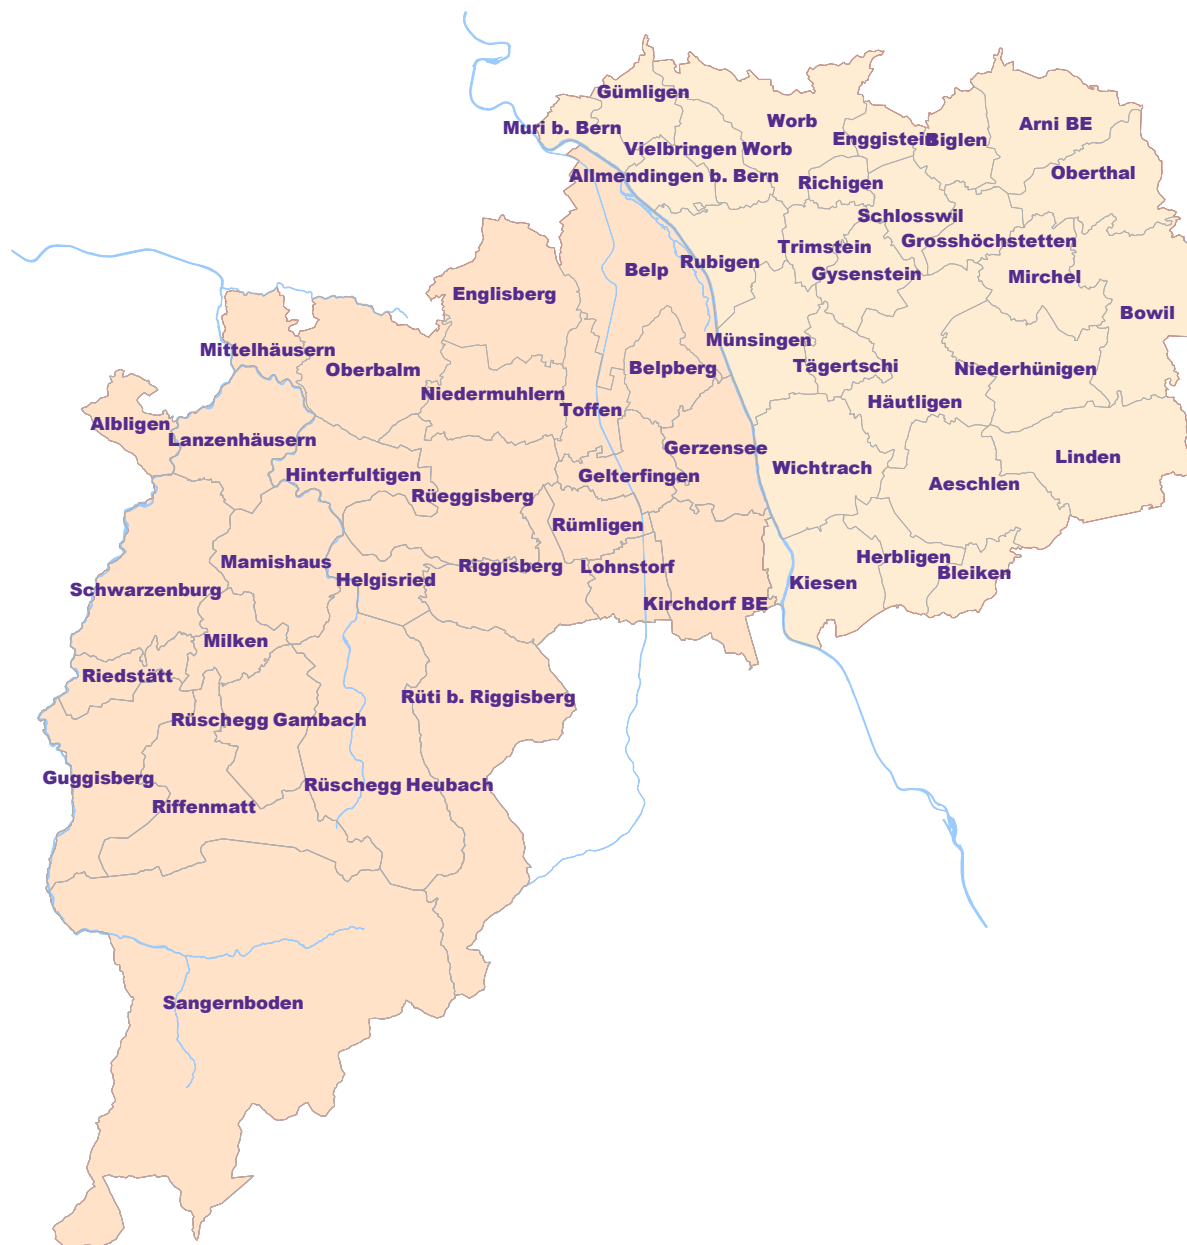 Gümligen
Muri b. Bern
Worb
Arni BE
Enggistein
Biglen
Vielbringen Worb
Allmendingen b. Bern
Oberthal
Richigen
Schlosswil
Grosshöchstetten
Trimstein
Rubigen
Belp
Gysenstein
Mirchel
Englisberg
Bowil
Münsingen
Mittelhäusern
Oberbalm
Belpberg
Tägertschi
Niederhünigen
Niedermuhlern
Toffen
Häutligen
Albligen
Lanzenhäusern
Gerzensee
Linden
Wichtrach
Hinterfultigen
Gelterfingen
Aeschlen
Rüeggisberg
Rümligen
Mamishaus
Herbligen
Riggisberg
Lohnstorf
Bleiken
Helgisried
Kiesen
Schwarzenburg
Kirchdorf BE
Milken
Riedstätt
Rüti b. Riggisberg
Rüschegg Gambach
Guggisberg
Rüschegg Heubach
Riffenmatt
Sangernboden